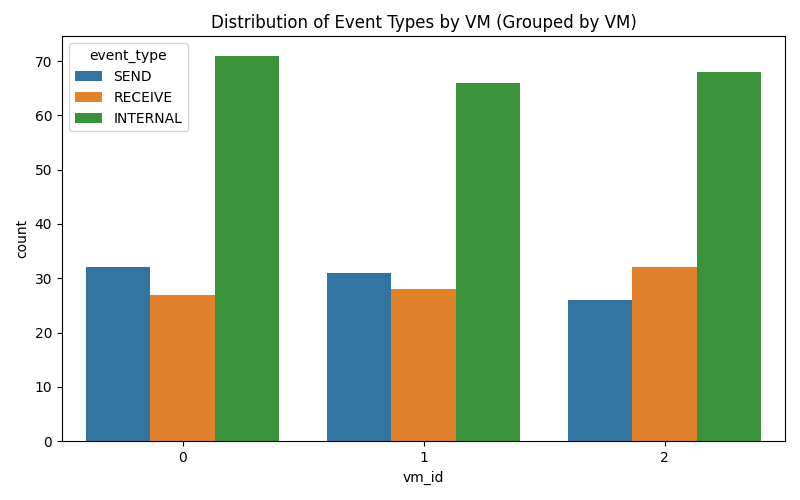 Distribution of Event Types by VM (Grouped by VM)
event_type
SEND
RECEIVE
INTERNAL
count
70
60
50
40
30
20
10
0
0 1 2
vm_id